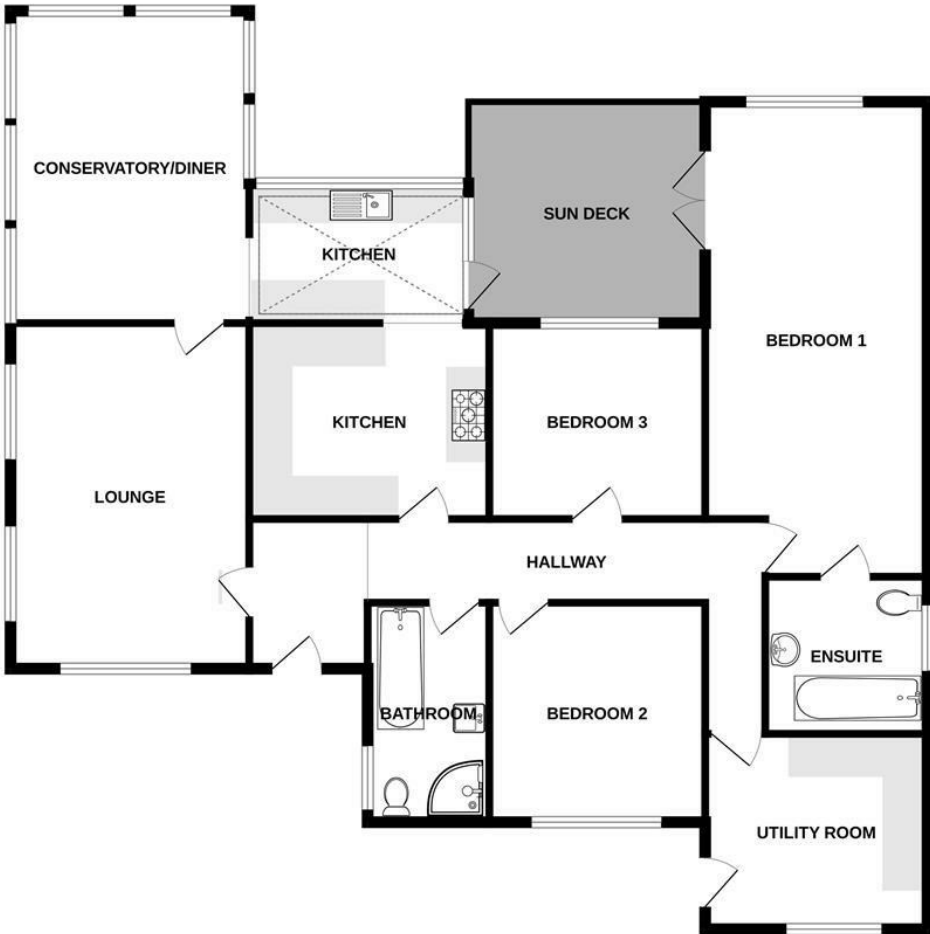 CONSERVATORY/DINER
SUN DECK
KITCHEN
BEDROOM 1
KITCHEN
BEDROOM 3
LOUNGE
HALLWAY
ENSUITE
BATHROOM
BEDROOM 2
UTILITY ROOM